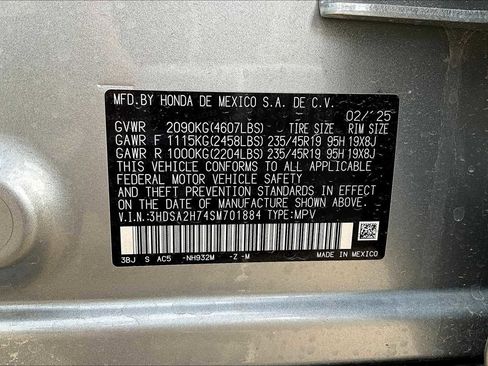 MFD.BY HONDA DE MEXICO S.A. DE C.V.
02/'25
GVWR 2090KG(4607LBS) TIRE SIZE RIM SIZE
GAWR F 1115KG(2458LBS) 235/45R19 95H 19X8J
GAWR R 1000KG(2204LBS) 235/45R19 95H 19X8J
THIS VEHICLE CONFORMS TO ALL APPLICABLE
FEDERAL MOTOR VEHICLE SAFETY
AND THEFT PREVENTION STANDARDS IN EFFECT
ON THE DATE OF MANUFACTURE SHOWN ABOVE.
V.I.N.:3HDSA2H74SM701884 TYPE:MPV
3BJ S AC5 -NH932M -Z -M MADE IN MEXICO